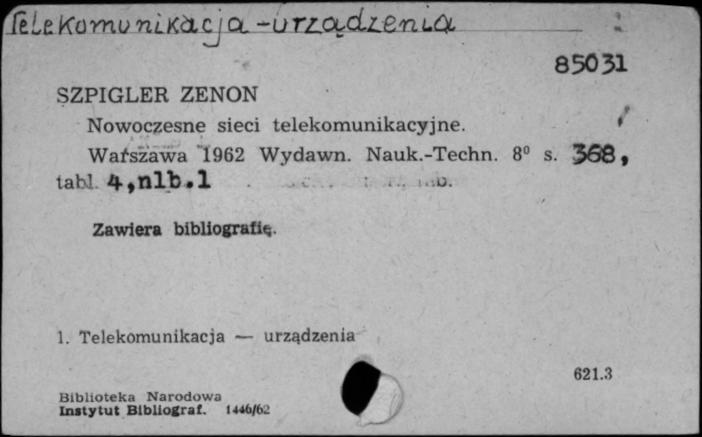 Telekomunikacja-urządzenia
85031
SZPIGLER ZENON
Nowoczesne sieci telekomunikacyjne.
Warszawa 1962 Wydawn. Nauk.-Techn. 8⁰ s. 368,
tabl. 4, nlb. 1
Zawiera bibliografię.
1. Telekomunikacja — urządzenia
621.3
Biblioteka Narodowa
Instytut Bibliograf. 1446/62